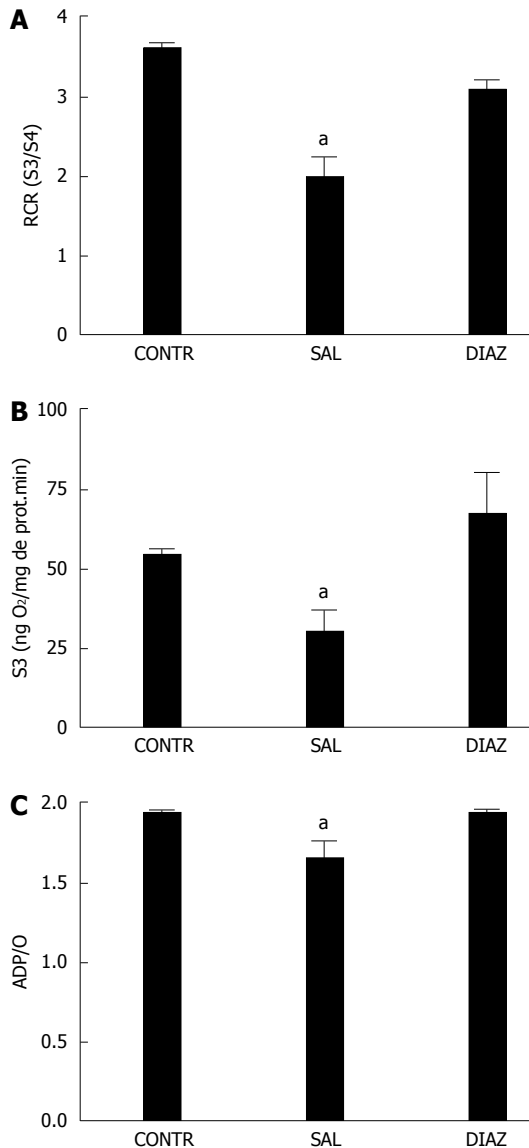 A
RCR (S3/S4)
4
3
2
1
0
a
CONTR SAL DIAZ
B
S3 (ng O₂/mg de prot.min)
100
75
50
25
0
a
CONTR SAL DIAZ
C
ADP/O
2.0
1.5
1.0
0.5
0.0
a
CONTR SAL DIAZ